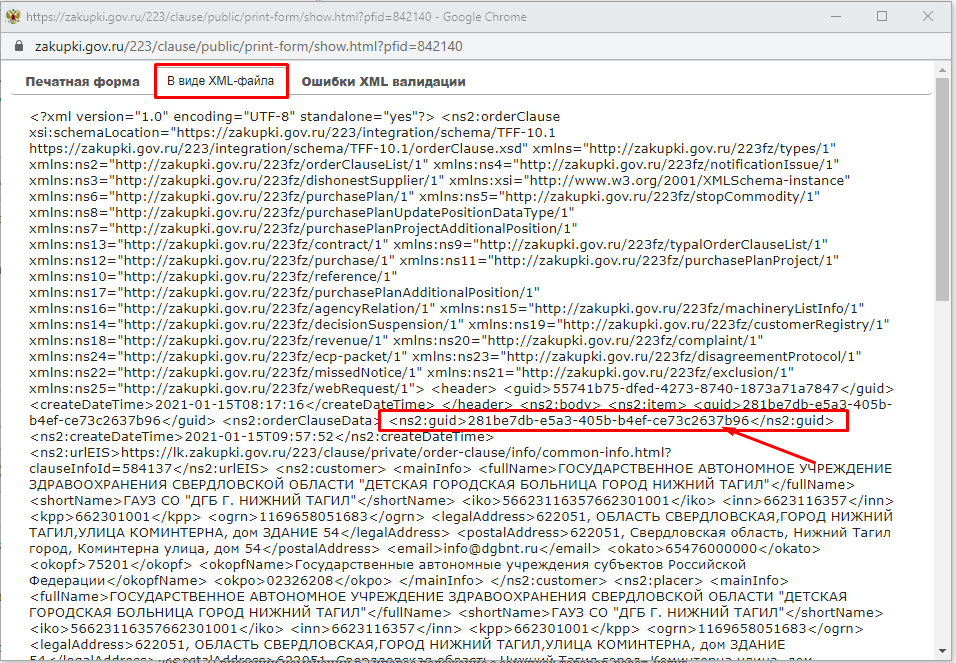 https://zakupki.gov.ru/223/clause/public/print-form/show.html?pfid=842140 - Google Chrome
zakupki.gov.ru/223/clause/public/print-form/show.html?pfid=842140
Печатная форма В виде XML-файла Ошибки XML валидации
<?xml version="1.0" encoding="UTF-8" standalone="yes"?> <ns2:orderClause
xsi:schemaLocation="https://zakupki.gov.ru/223/integration/schema/TFF-10.1
https://zakupki.gov.ru/223/integration/schema/TFF-10.1/orderClause.xsd" xmlns="http://zakupki.gov.ru/223fz/types/1"
xmlns:ns2="http://zakupki.gov.ru/223fz/orderClauseList/1" xmlns:ns4="http://zakupki.gov.ru/223fz/notificationIssue/1"
xmlns:ns3="http://zakupki.gov.ru/223fz/dishonestSupplier/1" xmlns:xsi="http://www.w3.org/2001/XMLSchema-instance"
xmlns:ns6="http://zakupki.gov.ru/223fz/purchasePlan/1" xmlns:ns5="http://zakupki.gov.ru/223fz/stopCommodity/1"
xmlns:ns8="http://zakupki.gov.ru/223fz/purchasePlanUpdatePositionDataType/1"
xmlns:ns7="http://zakupki.gov.ru/223fz/purchasePlanProjectAdditionalPosition/1"
xmlns:ns13="http://zakupki.gov.ru/223fz/contract/1" xmlns:ns9="http://zakupki.gov.ru/223fz/typalOrderClauseList/1"
xmlns:ns12="http://zakupki.gov.ru/223fz/purchase/1" xmlns:ns11="http://zakupki.gov.ru/223fz/purchasePlanProject/1"
xmlns:ns10="http://zakupki.gov.ru/223fz/reference/1"
xmlns:ns17="http://zakupki.gov.ru/223fz/purchasePlanAdditionalPosition/1"
xmlns:ns16="http://zakupki.gov.ru/223fz/agencyRelation/1" xmlns:ns15="http://zakupki.gov.ru/223fz/machineryListInfo/1"
xmlns:ns14="http://zakupki.gov.ru/223fz/decisionSuspension/1" xmlns:ns19="http://zakupki.gov.ru/223fz/customerRegistry/1"
xmlns:ns18="http://zakupki.gov.ru/223fz/revenue/1" xmlns:ns20="http://zakupki.gov.ru/223fz/complaint/1"
xmlns:ns24="http://zakupki.gov.ru/223fz/ecp-packet/1" xmlns:ns23="http://zakupki.gov.ru/223fz/disagreementProtocol/1"
xmlns:ns22="http://zakupki.gov.ru/223fz/missedNotice/1" xmlns:ns21="http://zakupki.gov.ru/223fz/exclusion/1"
xmlns:ns25="http://zakupki.gov.ru/223fz/webRequest/1"> <header> <guid>55741b75-dfed-4273-8740-1873a71a7847</guid>
<createDateTime>2021-01-15T08:17:16</createDateTime> </header> <ns2:body> <ns2:item> <guid>281be7db-e5a3-405b-
b4ef-ce73c2637b96</guid> <ns2:orderClauseData> <ns2:guid>281be7db-e5a3-405b-b4ef-ce73c2637b96</ns2:guid>
<ns2:createDateTime>2021-01-15T09:57:52</ns2:createDateTime>
<ns2:urlEIS>https://lk.zakupki.gov.ru/223/clause/private/order-clause/info/common-info.html?
clauseInfoId=584137</ns2:urlEIS> <ns2:customer> <mainInfo> <fullName>ГОСУДАРСТВЕННОЕ АВТОНОМНОЕ УЧРЕЖДЕНИЕ
ЗДРАВООХРАНЕНИЯ СВЕРДЛОВСКОЙ ОБЛАСТИ "ДЕТСКАЯ ГОРОДСКАЯ БОЛЬНИЦА ГОРОД НИЖНИЙ ТАГИЛ"</fullName>
<shortName>ГАУЗ СО "ДГБ Г. НИЖНИЙ ТАГИЛ"</shortName> <iko>56623116357662301001</iko> <inn>6623116357</inn>
<kpp>662301001</kpp> <ogrn>1169658051683</ogrn> <legalAddress>622051, ОБЛАСТЬ СВЕРДЛОВСКАЯ,ГОРОД НИЖНИЙ
ТАГИЛ,УЛИЦА КОМИНТЕРНА, дом ЗДАНИЕ 54</legalAddress> <postalAddress>622051, Свердловская область, Нижний Тагил
город, Коминтерна улица, дом 54</postalAddress> <email>info@dgbnt.ru</email> <okato>65476000000</okato>
<okopf>75201</okopf> <okopfName>Государственные автономные учреждения субъектов Российской
Федерации</okopfName> <okpo>02326208</okpo> </mainInfo> </ns2:customer> <ns2:placer> <mainInfo>
<fullName>ГОСУДАРСТВЕННОЕ АВТОНОМНОЕ УЧРЕЖДЕНИЕ ЗДРАВООХРАНЕНИЯ СВЕРДЛОВСКОЙ ОБЛАСТИ "ДЕТСКАЯ
ГОРОДСКАЯ БОЛЬНИЦА ГОРОД НИЖНИЙ ТАГИЛ"</fullName> <shortName>ГАУЗ СО "ДГБ Г. НИЖНИЙ ТАГИЛ"</shortName>
<iko>56623116357662301001</iko> <inn>6623116357</inn> <kpp>662301001</kpp> <ogrn>1169658051683</ogrn>
<legalAddress>622051, ОБЛАСТЬ СВЕРДЛОВСКАЯ,ГОРОД НИЖНИЙ ТАГИЛ,УЛИЦА КОМИНТЕРНА, дом ЗДАНИЕ